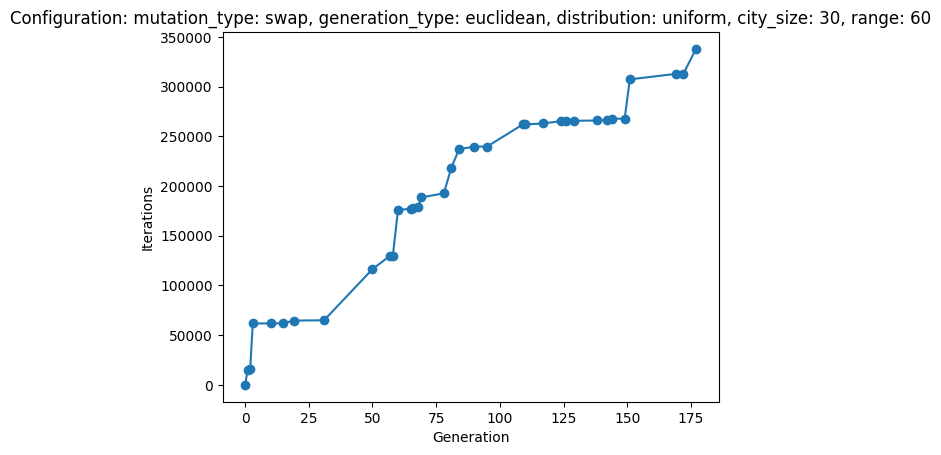 Configuration: mutation_type: swap, generation_type: euclidean, distribution: uniform, city_size: 30, range: 60
350000
300000
250000
200000
150000
100000
50000
0
Iterations
0 25 50 75 100 125 150 175
Generation